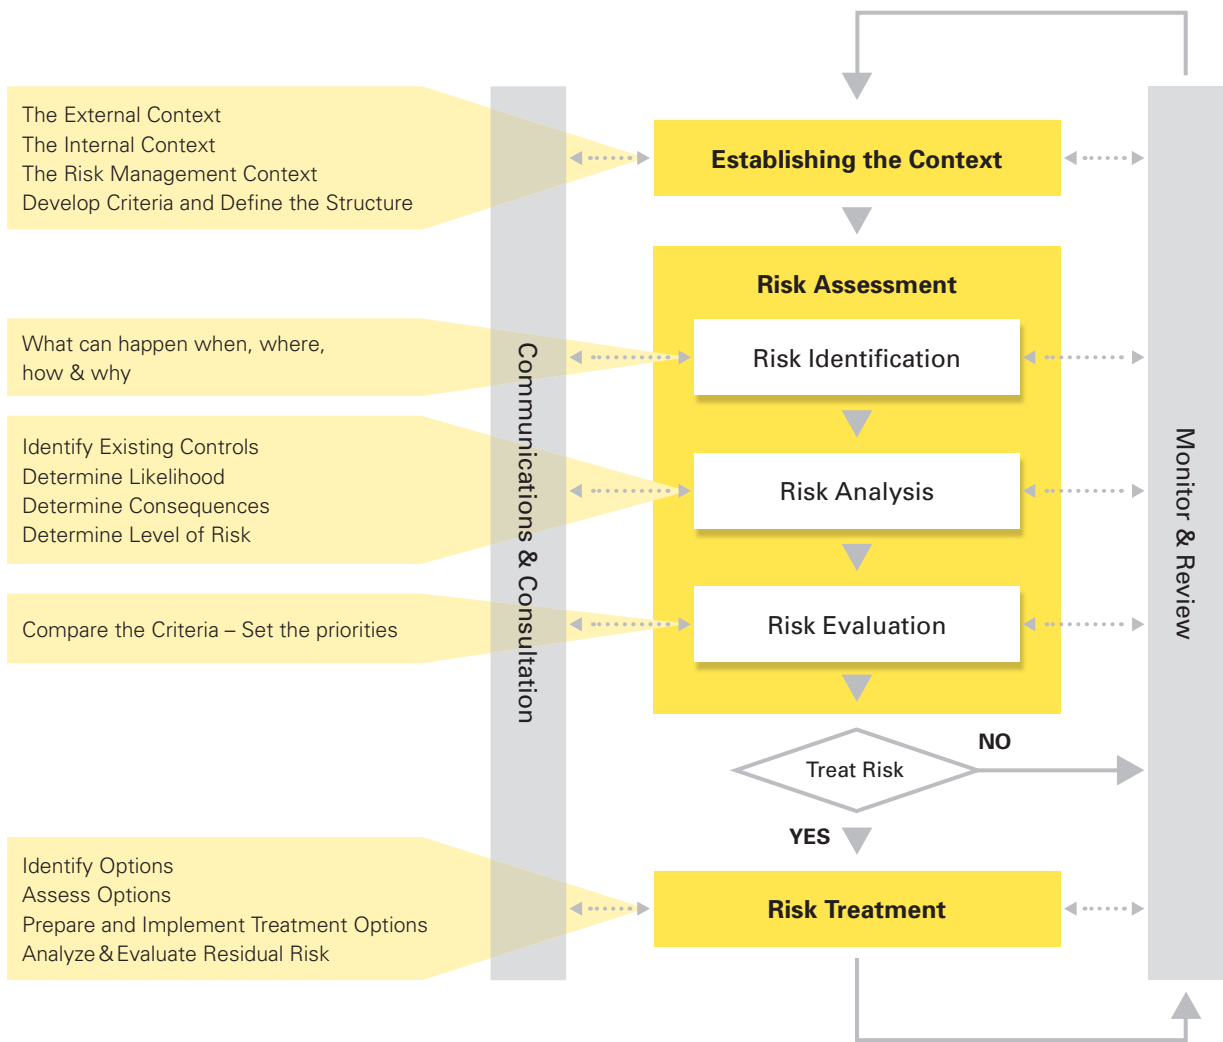 The External Context
The Internal Context
The Risk Management Context
Develop Criteria and Define the Structure
Establishing the Context
Risk Assessment
What can happen when, where,
how & why
Risk Identification
Identify Existing Controls
Determine Likelihood
Determine Consequences
Determine Level of Risk
Risk Analysis
Compare the Criteria – Set the priorities
Risk Evaluation
Communications & Consultation
Monitor & Review
Treat Risk
NO
YES
Identify Options
Assess Options
Prepare and Implement Treatment Options
Analyze & Evaluate Residual Risk
Risk Treatment